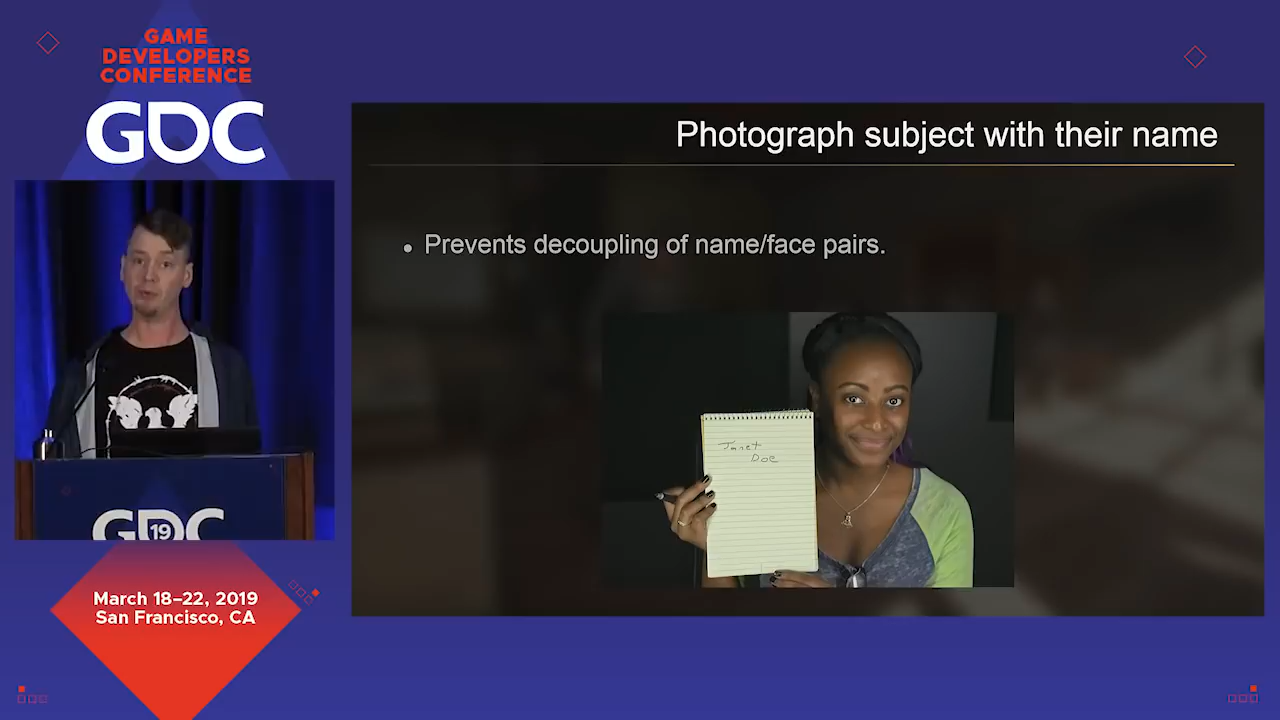 GAME
DEVELOPERS
CONFERENCE
GDC
Photograph subject with their name
• Prevents decoupling of name/face pairs.
Janet
Doe
GDC
19
March 18–22, 2019
San Francisco, CA